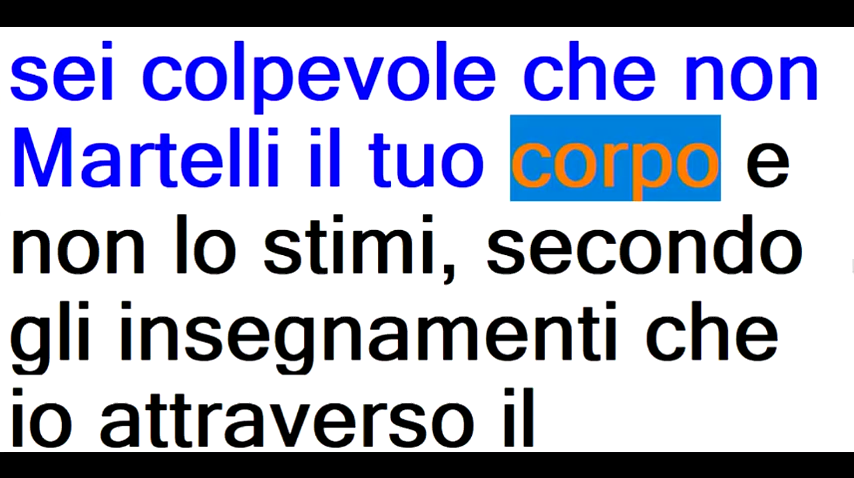 sei colpevole che non
Martelli il tuo corpo e
non lo stimi, secondo
gli insegnamenti che
io attraverso il